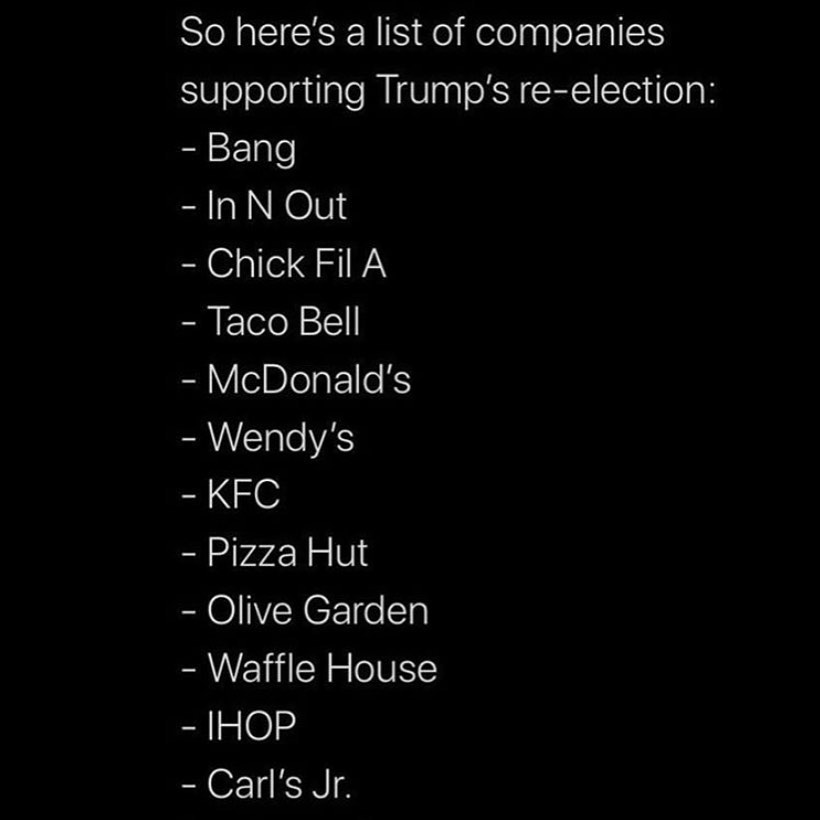 So here’s a list of companies
supporting Trump’s re-election:
- Bang
- In N Out
- Chick Fil A
- Taco Bell
- McDonald’s
- Wendy’s
- KFC
- Pizza Hut
- Olive Garden
- Waffle House
- IHOP
- Carl’s Jr.